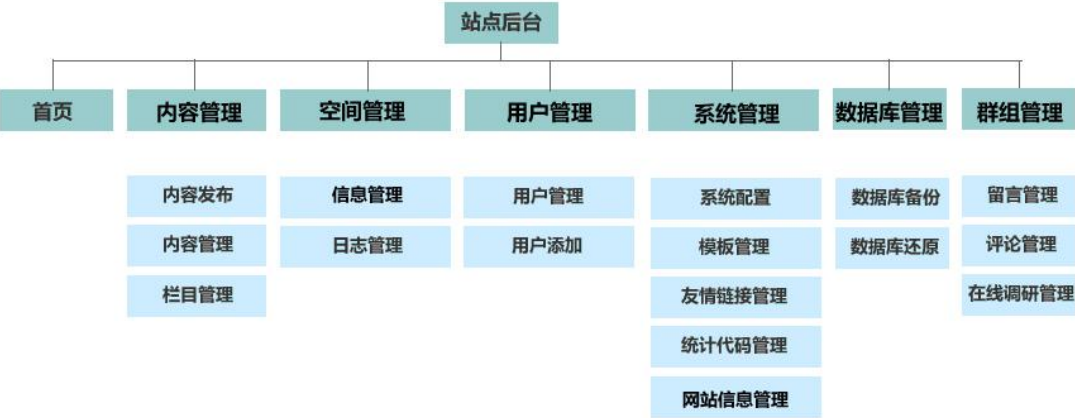 站点后台
首页
内容管理
空间管理
用户管理
系统管理
数据库管理
群组管理
内容发布
内容管理
栏目管理
信息管理
日志管理
用户管理
用户添加
系统配置
模板管理
友情链接管理
统计代码管理
网站信息管理
数据库备份
数据库还原
留言管理
评论管理
在线调研管理